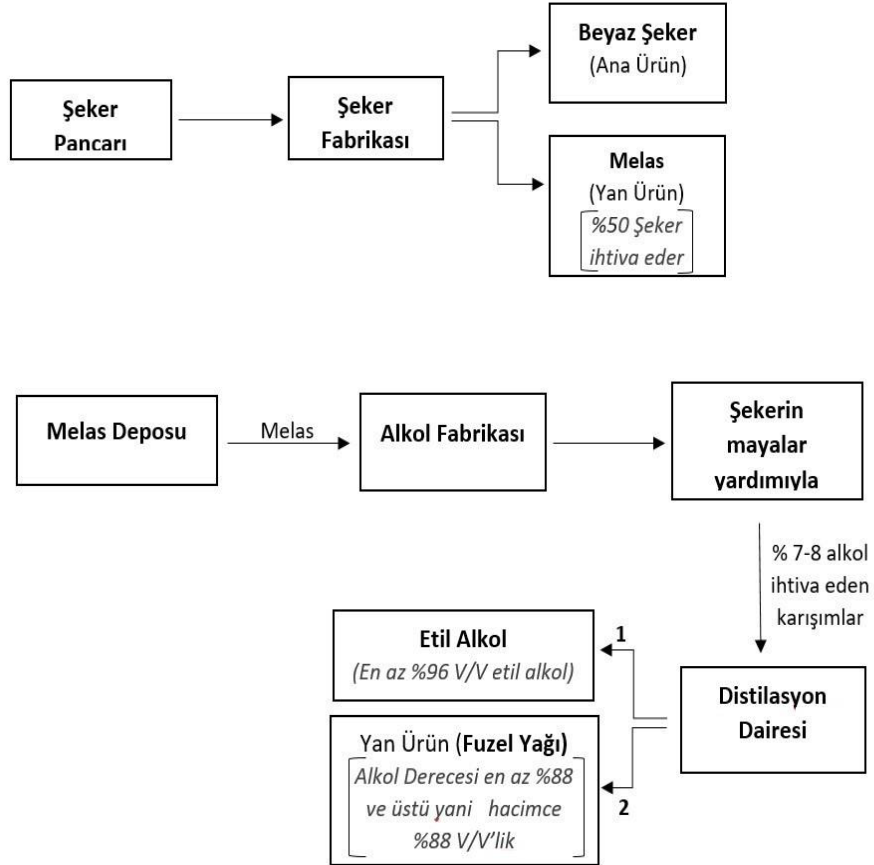 Şeker
Pancarı
Şeker
Fabrikası
Beyaz Şeker
(Ana Ürün)
Melas
(Yan Ürün)
%50 Şeker
ihtiva eder
Melas Deposu
Melas
Alkol Fabrikası
Şekerin
mayalar
yardımıyla
% 7-8 alkol
ihtiva eden
karışımlar
Distilasyon
Dairesi
1
Etil Alkol
(En az %96 V/V etil alkol)
2
Yan Ürün (Fuzel Yağı)
Alkol Derecesi en az %88
ve üstü yani hacimce
%88 V/V’lik